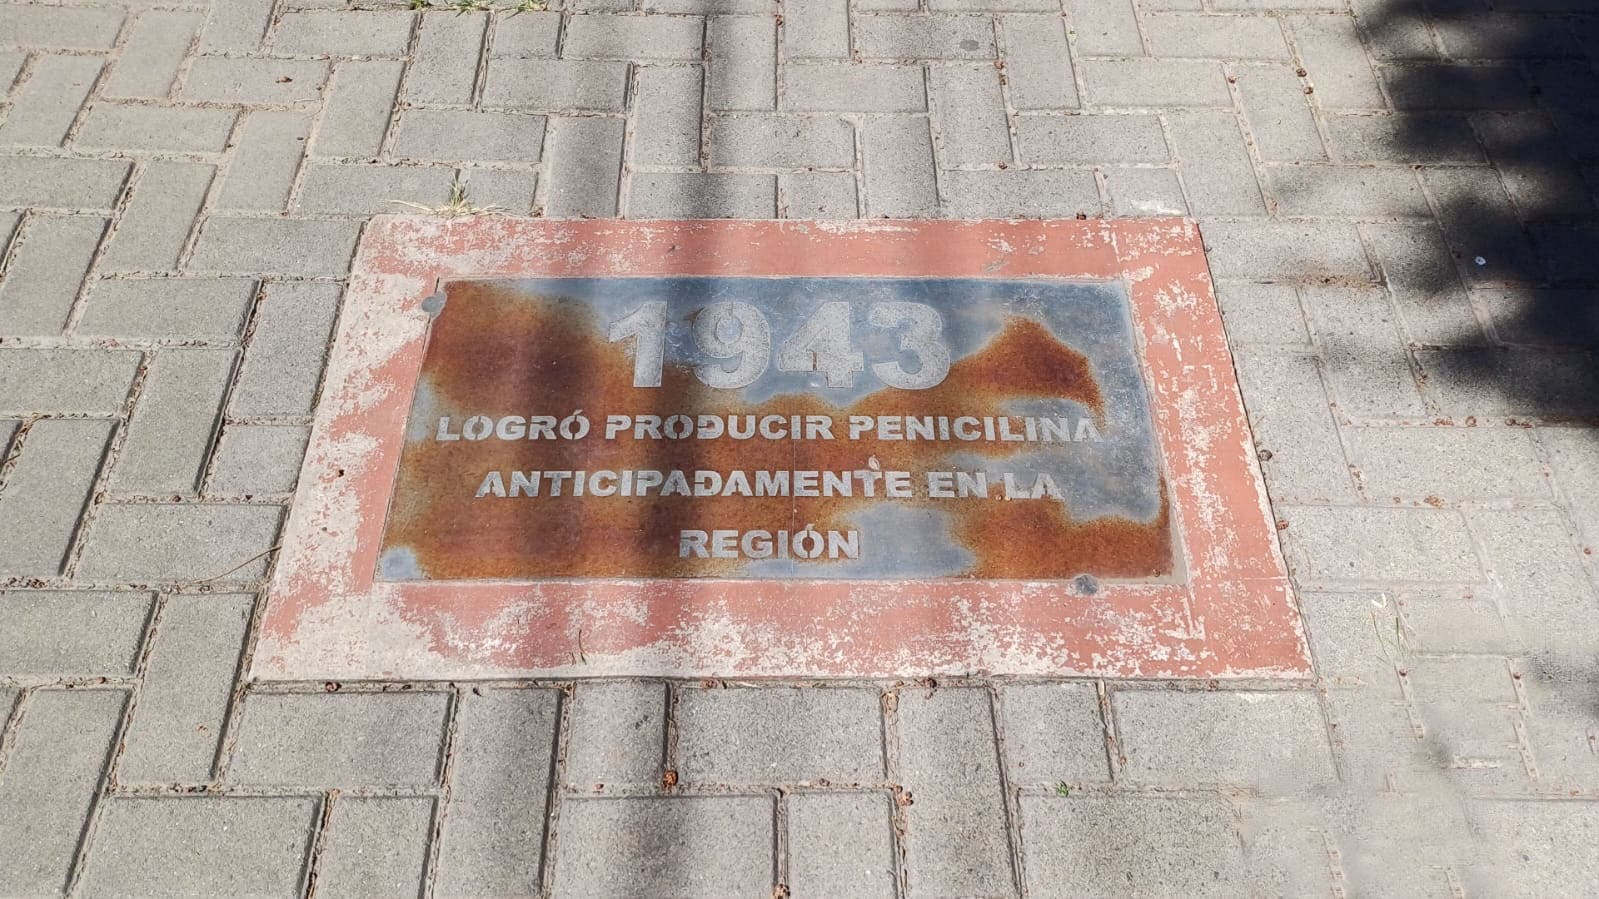 1943
LOGRÓ PRODUCIR PENICILINA
ANTICIPADAMENTE EN LA
REGIÓN